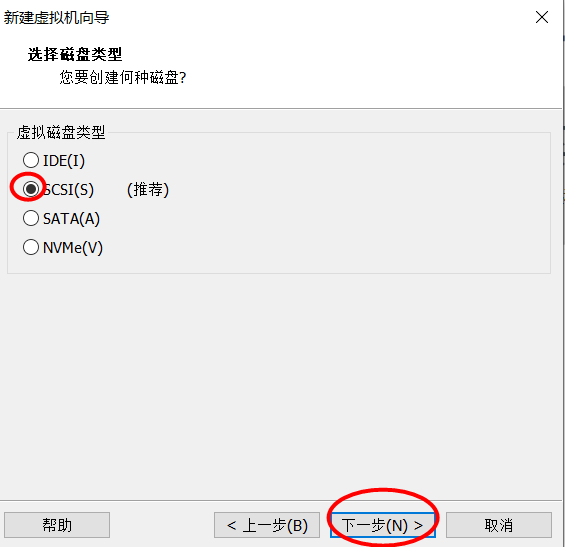 新建虚拟机向导
选择磁盘类型
您要创建何种磁盘?
虚拟磁盘类型
IDE(I)
SCSI(S) (推荐)
SATA(A)
NVMe(V)
帮助 < 上一步(B) 下一步(N) > 取消